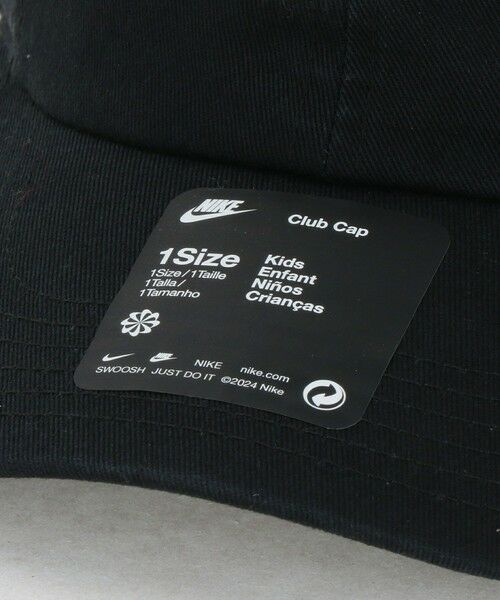 NIKE
Club Cap
1Size
1Size/1Taille
1Talla/
1Tamanho
Kids
Enfant
Niños
Crianças
NIKE nike.com
SWOOSH JUST DO IT ©2024 Nike